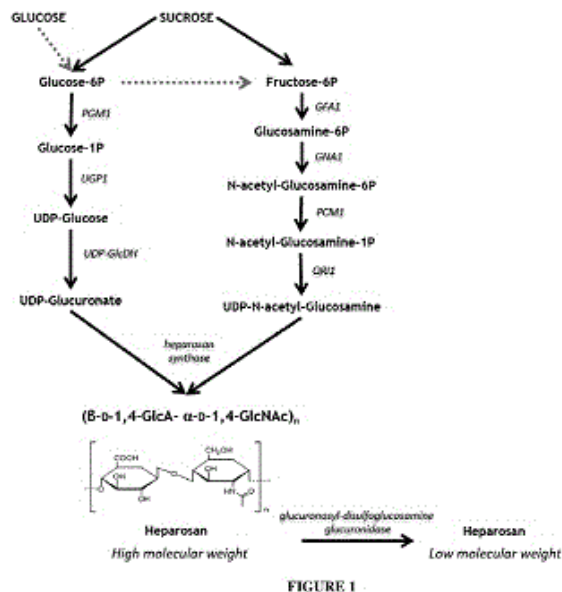 GLUCOSE SUCROSE
Glucose-6P Fructose-6P
PGM1 GFA1
Glucose-1P Glucosamine-6P
UGP1 GNA1
N-acetyl-Glucosamine-6P
UDP-Glucose PCM1
UDP-GlcDH N-acetyl-Glucosamine-1P
QRI1
UDP-Glucuronate UDP-N-acetyl-Glucosamine
heparosan
synthase
(β-D-1,4-GlcA- α-D-1,4-GlcNAc)n
COOH
CH₂OH
O
OH
OH
O
OH
HN
O
n
glucuronosyl-disulfoglucosamine
glucuronidase
Heparosan Heparosan
High molecular weight Low molecular weight
FIGURE 1